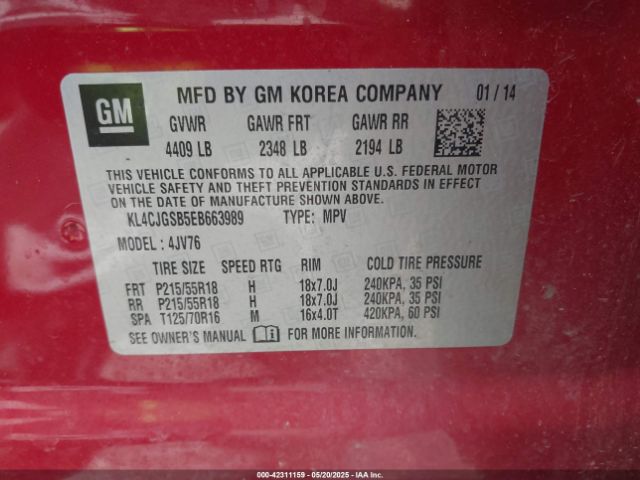 GM
MFD BY GM KOREA COMPANY 01 / 14
GVWR GAWR FRT GAWR RR
4409 LB 2348 LB 2194 LB
THIS VEHICLE CONFORMS TO ALL APPLICABLE U.S. FEDERAL MOTOR
VEHICLE SAFETY AND THEFT PREVENTION STANDARDS IN EFFECT
ON THE DATE OF MANUFACTURE SHOWN ABOVE.
KL4CJGSB5EB663989 TYPE: MPV
MODEL : 4JV76
TIRE SIZE SPEED RTG RIM COLD TIRE PRESSURE
FRT P215/55R18 H 18x7.0J 240KPA, 35 PSI
RR P215/55R18 H 18x7.0J 240KPA, 35 PSI
SPA T125/70R16 M 16x4.0T 420KPA, 60 PSI
SEE OWNER'S MANUAL FOR MORE INFORMATION.
000-42311159 - 05/20/2025 - IAA Inc.